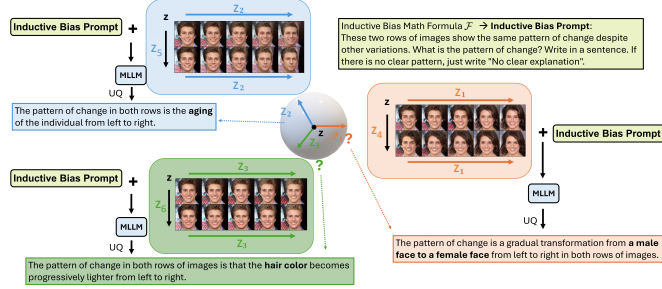 Inductive Bias Prompt
+
MLLM
UQ
z
Z2
Z5
Z2
The pattern of change in both rows is the aging
of the individual from left to right.
Inductive Bias Math Formula ℱ → Inductive Bias Prompt:
These two rows of images show the same pattern of change despite
other variations. What is the pattern of change? Write in a sentence. If
there is no clear pattern, just write "No clear explanation".
Z2
z
Z3
?
?
z
Z1
Z4
Z1
+
Inductive Bias Prompt
MLLM
UQ
The pattern of change is a gradual transformation from a male
face to a female face from left to right in both rows of images.
Inductive Bias Prompt
+
MLLM
UQ
z
Z3
Z6
Z3
The pattern of change in both rows of images is that the hair color becomes
progressively lighter from left to right.